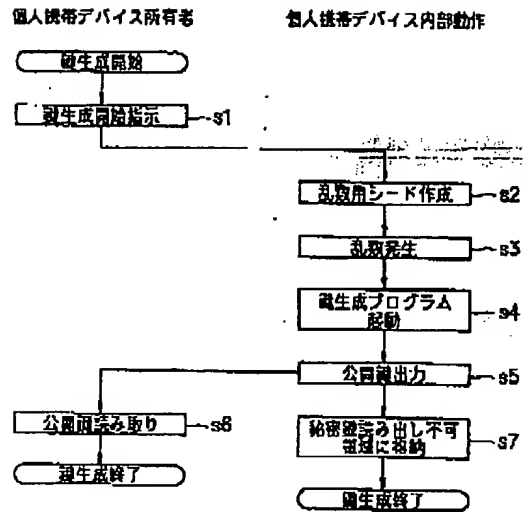 個人携帯デバイス所有者
個人携帯デバイス内部動作
鍵生成開始
鍵生成開始指示
s1
乱数用シード作成
s2
乱数発生
s3
鍵生成プログラム
起動
s4
公開鍵出力
s5
公開鍵読み取り
s6
秘密鍵読み出し不可
領域に格納
s7
鍵生成終了
鍵生成終了